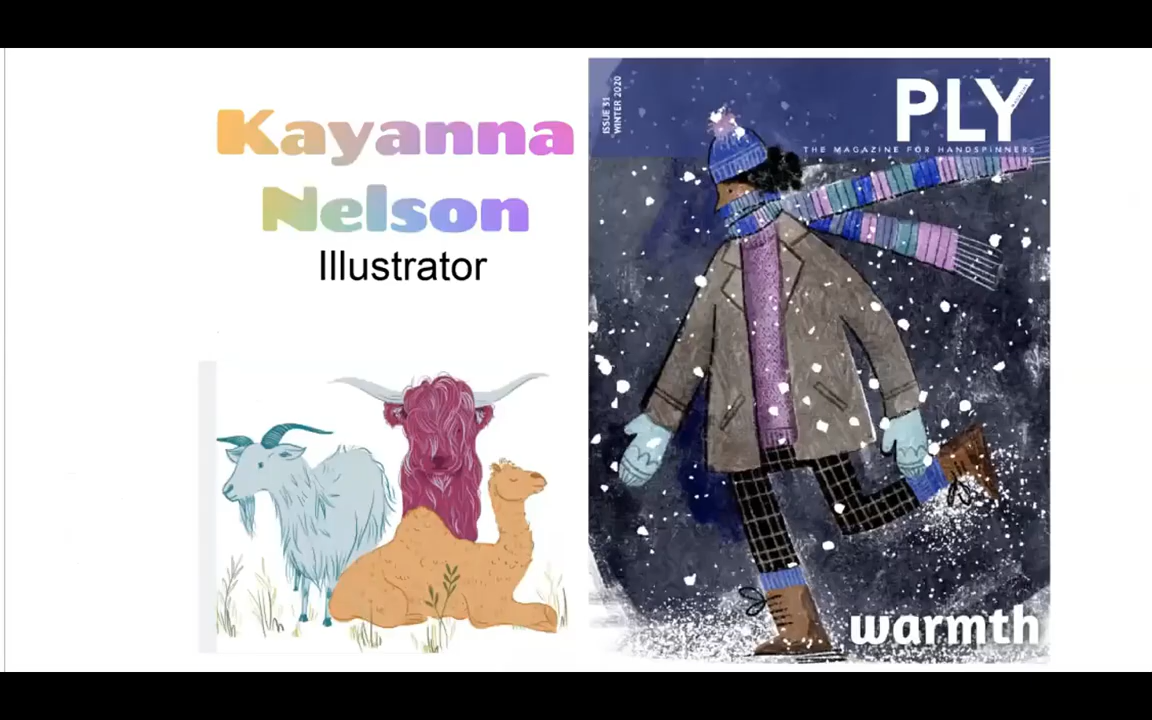 Kayanna
Nelson
Illustrator
ISSUE 31
WINTER 2020
PLY
THE MAGAZINE FOR HANDSPINNERS
warmth